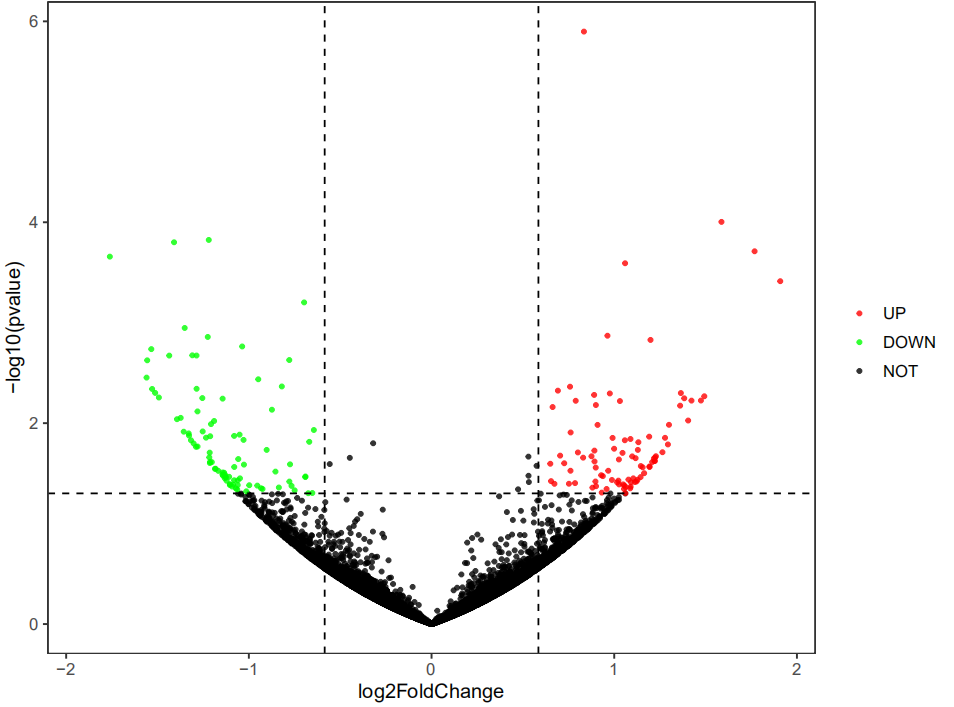 6
4
2
0
−log10(pvalue)
−2
−1
0
1
2
log2FoldChange
UP
DOWN
NOT